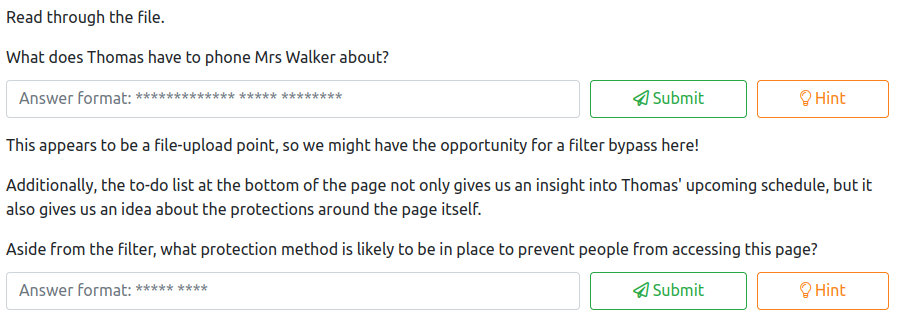 Read through the file.
What does Thomas have to phone Mrs Walker about?
Answer format: ************* ***** ********
Submit
Hint
This appears to be a file-upload point, so we might have the opportunity for a filter bypass here!
Additionally, the to-do list at the bottom of the page not only gives us an insight into Thomas' upcoming schedule, but it
also gives us an idea about the protections around the page itself.
Aside from the filter, what protection method is likely to be in place to prevent people from accessing this page?
Answer format: ***** ****
Submit
Hint